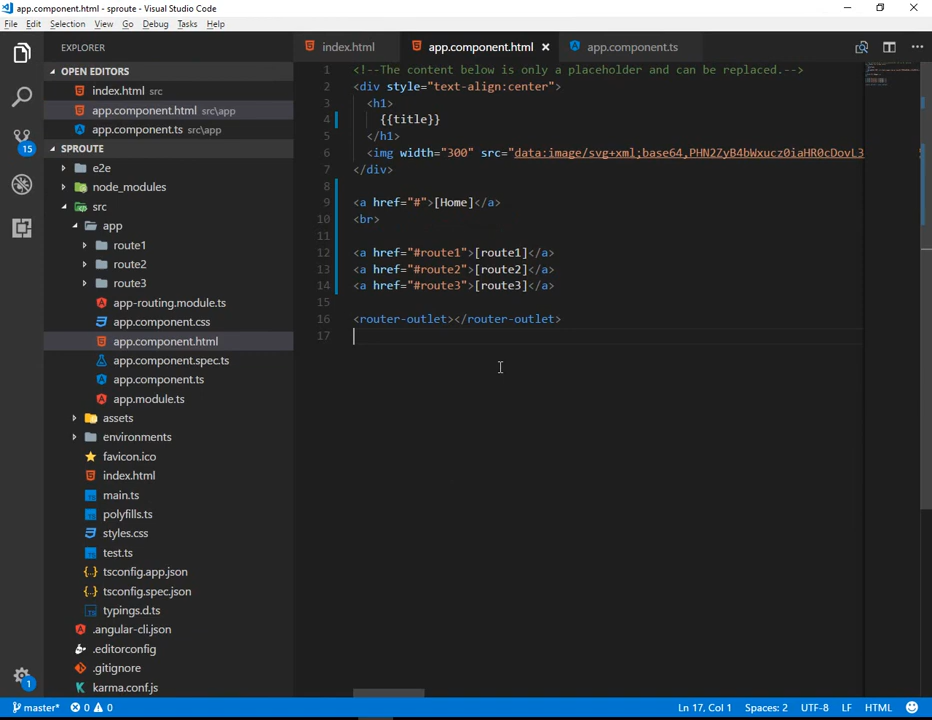 app.component.html - sproute - Visual Studio Code
File Edit Selection View Go Debug Tasks Help
EXPLORER
index.html app.component.html app.component.ts
OPEN EDITORS
index.html src
app.component.html src\app
app.component.ts src\app
SPROUTE
e2e
node_modules
src
app
route1
route2
route3
app-routing.module.ts
app.component.css
app.component.html
app.component.spec.ts
app.component.ts
app.module.ts
assets
environments
favicon.ico
index.html
main.ts
polyfills.ts
styles.css
test.ts
tsconfig.app.json
tsconfig.spec.json
typings.d.ts
.angular-cli.json
.editorconfig
.gitignore
karma.conf.js
15
1
1 <!--The content below is only a placeholder and can be replaced.-->
2 <div style="text-align:center">
3 <h1>
4 {{title}}
5 </h1>
6 <img width="300" src="data:image/svg+xml;base64,PHN2ZyB4bWxucz0iaHR0cDovL3
7 </div>
8
9 <a href="#">[Home]</a>
10 <br>
11
12 <a href="#route1">[route1]</a>
13 <a href="#route2">[route2]</a>
14 <a href="#route3">[route3]</a>
15
16 <router-outlet></router-outlet>
17
master* 0 0 Ln 17, Col 1 Spaces: 2 UTF-8 LF HTML